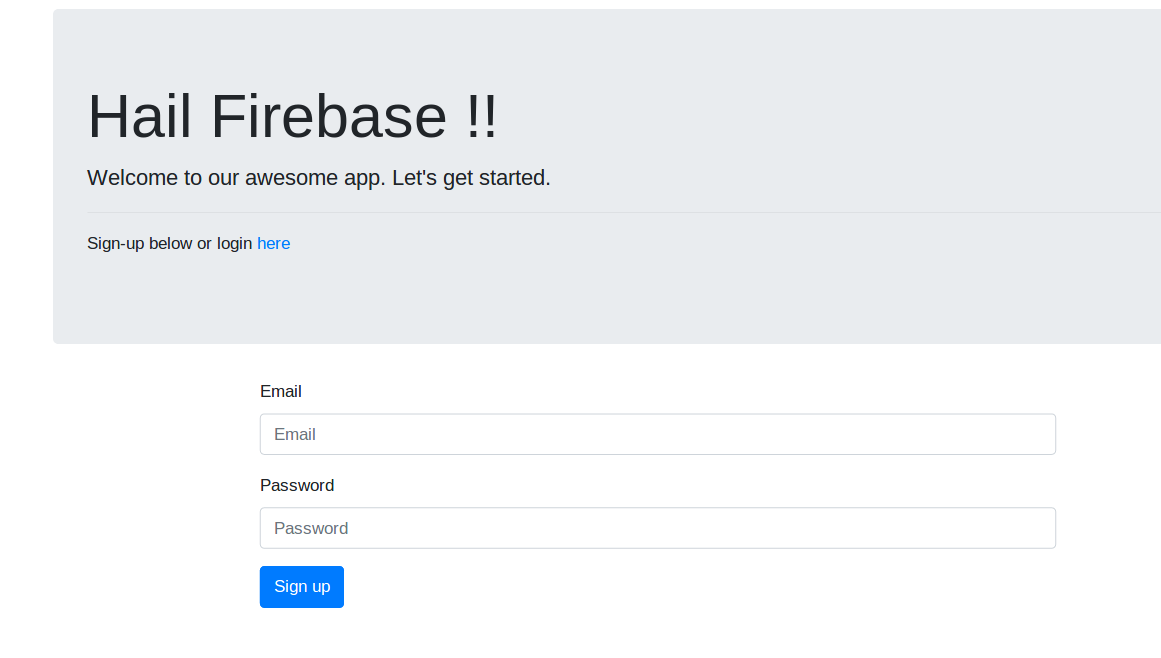 Hail Firebase !!
Welcome to our awesome app. Let's get started.
Sign-up below or login here
Email
Email
Password
Password
Sign up